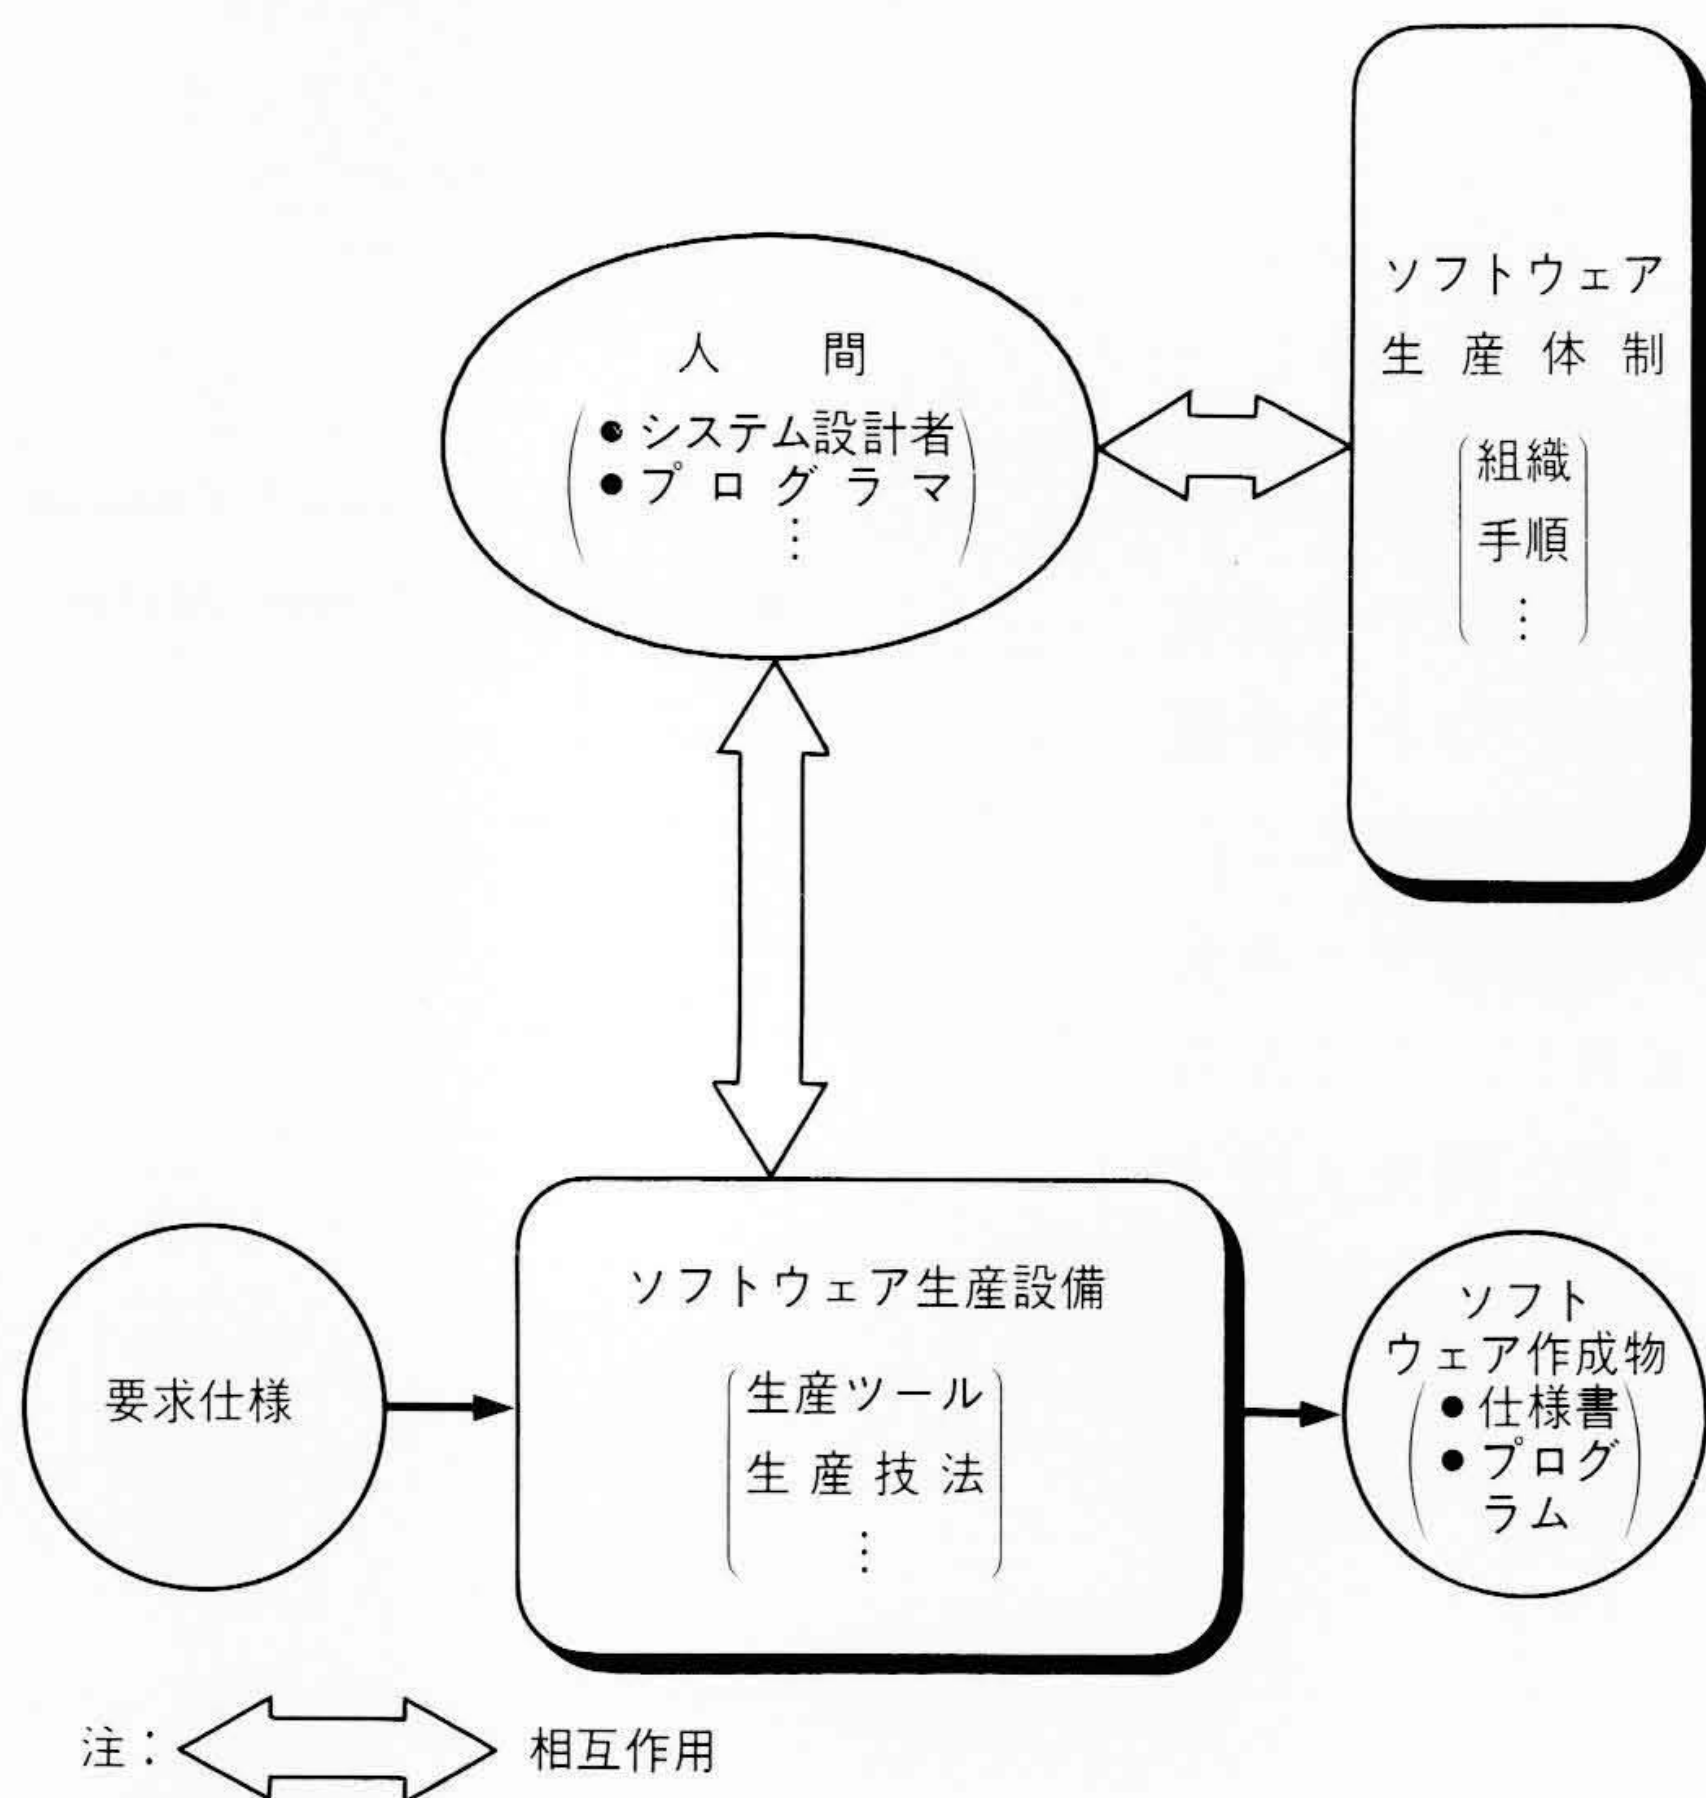 ソフトウェア
生産体制
組織
手順
⋮
人間
● システム設計者
● プログラマ
⋮
ソフトウェア生産設備
生産ツール
生産技法
⋮
要求仕様
ソフト
ウェア作成物
● 仕様書
● プログ
ラム
注： 相互作用